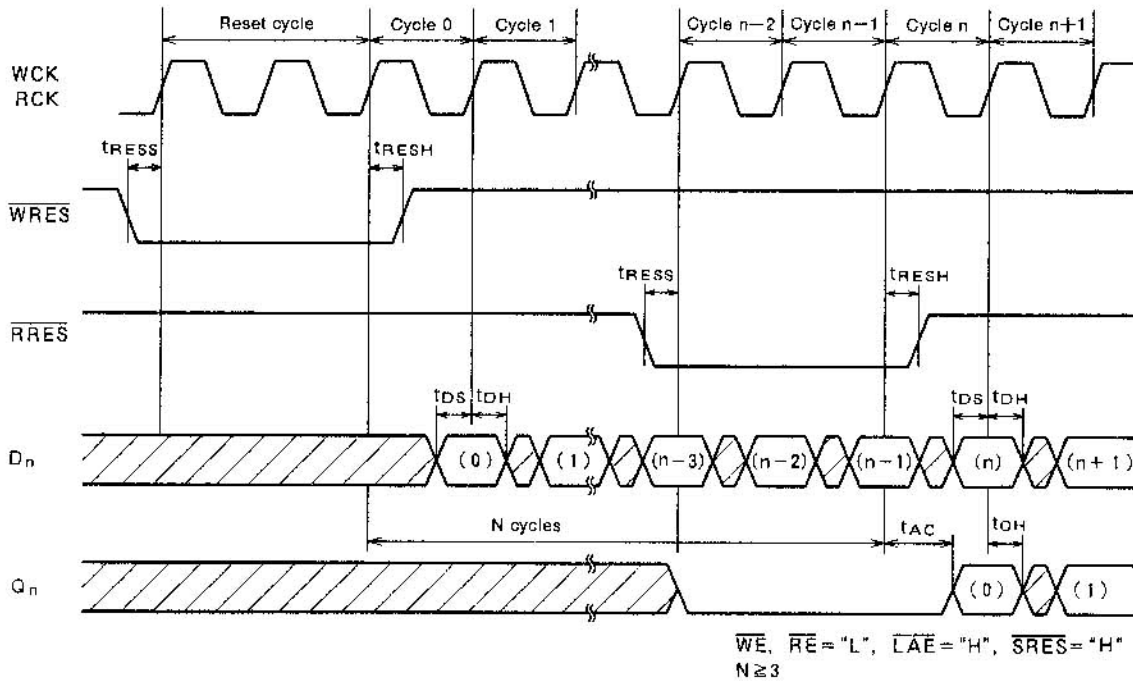 Reset cycle Cycle 0 Cycle 1 Cycle n−2 Cycle n−1 Cycle n Cycle n+1
WCK
RCK
tRESS tRESH
WRES
tRESS tRESH
RRES
tDS tDH tDS tDH
Dn (0) (1) (n−3) (n−2) (n−1) (n) (n+1)
N cycles tAC tOH
Qn (0) (1)
WE, RE="L", LAE="H", SRES="H"
N≥3